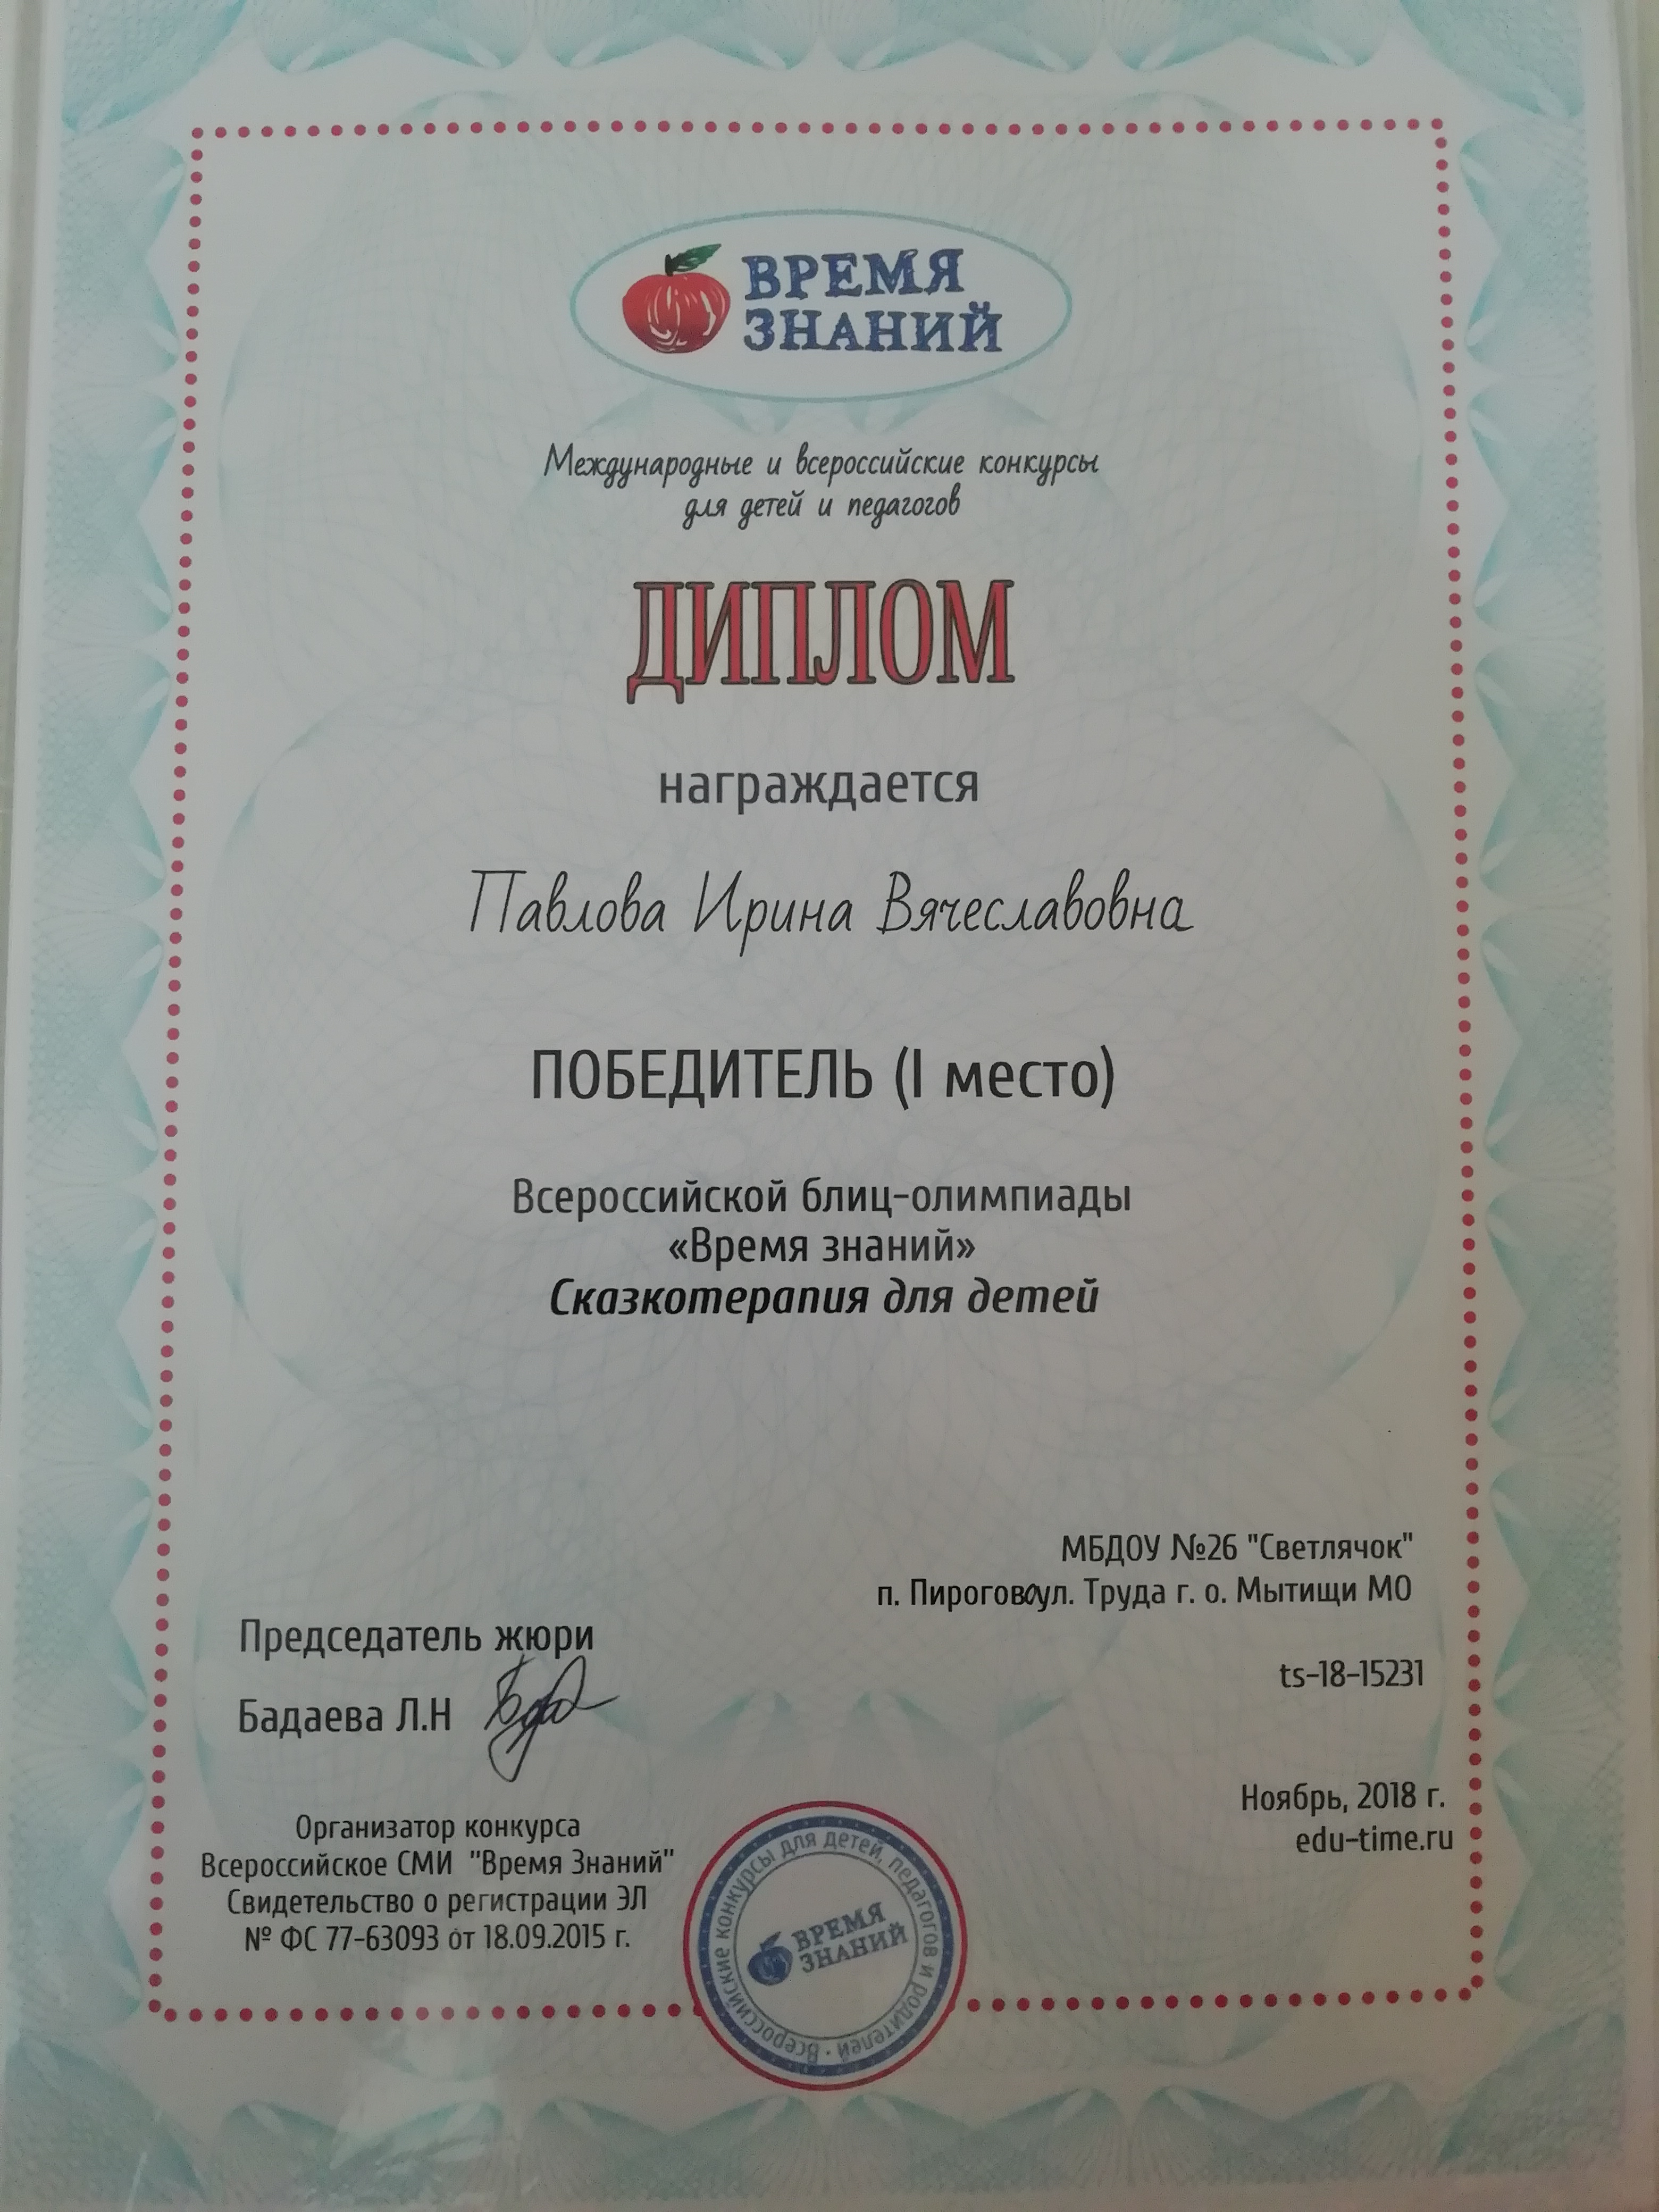 ВРЕМЯ
ЗНАНИЙ
Международные и всероссийские конкурсы
для детей и педагогов
ДИПЛОМ
награждается
Павлова Ирина Вячеславовна
ПОБЕДИТЕЛЬ (I место)
Всероссийской блиц-олимпиады
«Время знаний»
Сказкотерапия для детей
МБДОУ №26 "Светлячок"
п. Пирогово ул. Труда г. о. Мытищи МО
Председатель жюри
ts-18-15231
Бадаева Л.Н
Ноябрь, 2018 г.
edu-time.ru
Организатор конкурса
Всероссийское СМИ "Время Знаний"
Свидетельство о регистрации ЭЛ
№ ФС 77-63093 от 18.09.2015 г.
Всероссийские конкурсы для детей, педагогов и родителей •
ВРЕМЯ
ЗНАНИЙ